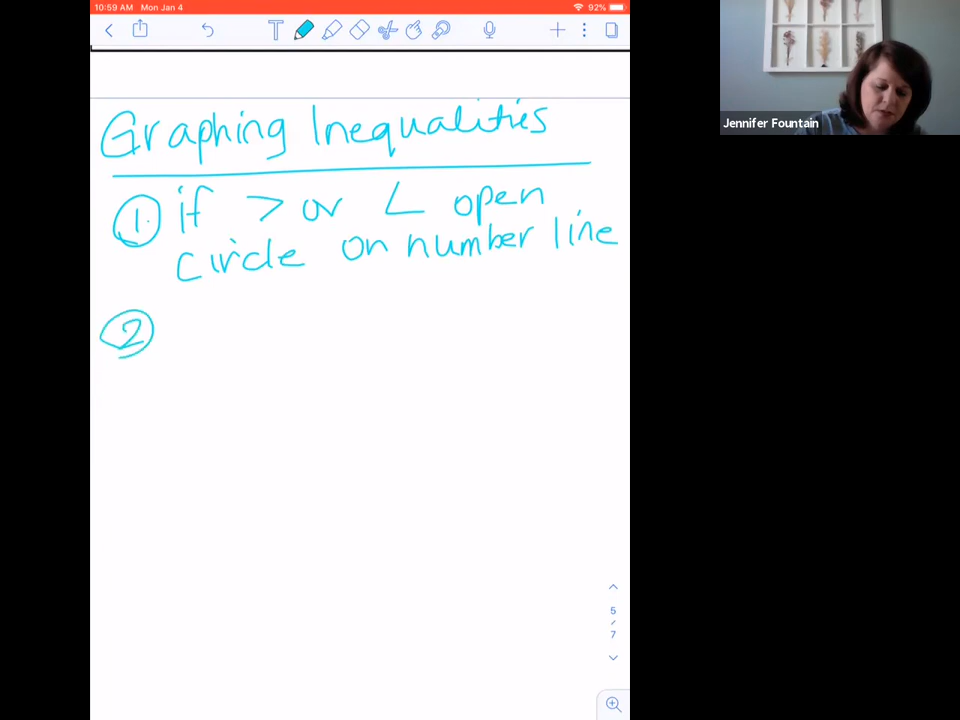 10:59 AM Mon Jan 4
92%
T
Jennifer Fountain
Graphing Inequalities
① if > or < open
circle on number line
②
5
/
7